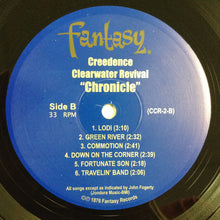 Fantasy
Creedence
Clearwater Revival
"Chronicle"
Side B
33 RPM
(CCR-2-B)
1. LODI (3:10)
2. GREEN RIVER (2:32)
3. COMMOTION (2:41)
4. DOWN ON THE CORNER (2:39)
5. FORTUNATE SON (2:18)
6. TRAVELIN' BAND (2:06)
All songs except as indicated by John Fogerty
(Jondora Music-BMI)
©℗ 1976 Fantasy Records